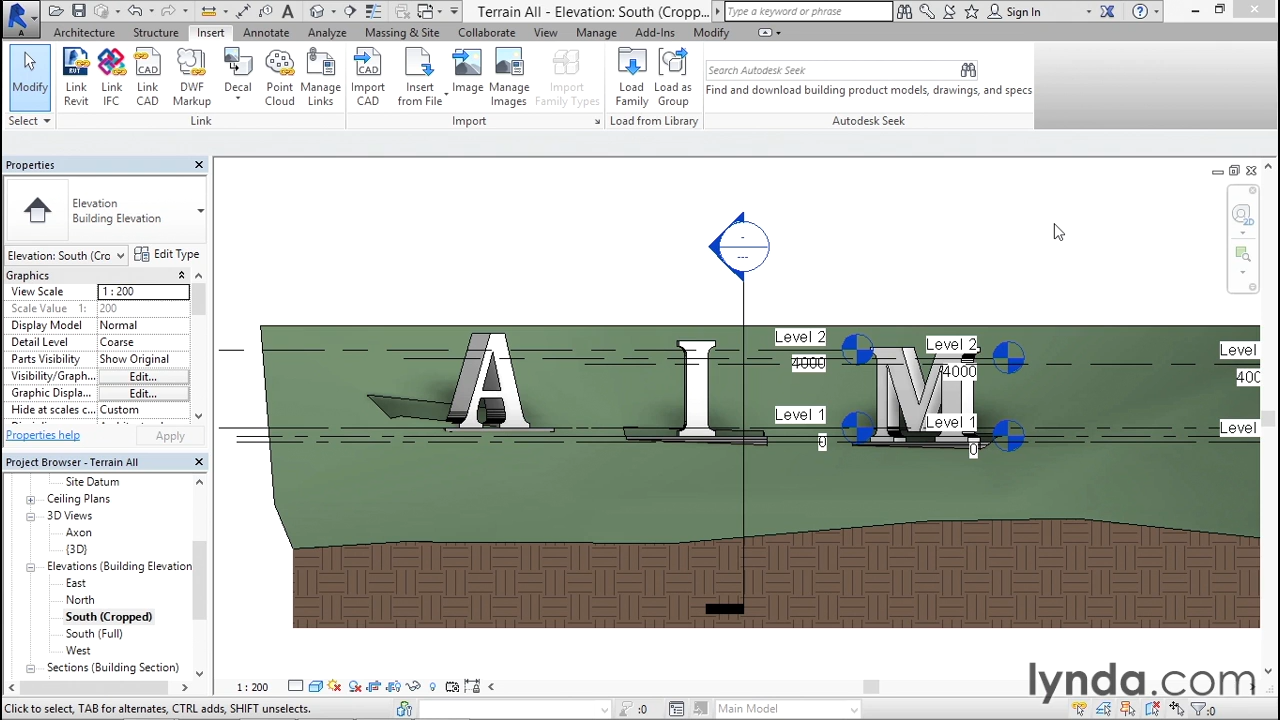 Terrain All - Elevation: South (Cropp...
Type a keyword or phrase
Sign In
Architecture
Structure
Insert
Annotate
Analyze
Massing & Site
Collaborate
View
Manage
Add-Ins
Modify
Modify
Link Revit
Link IFC
Link CAD
DWF Markup
Decal
Point Cloud
Manage Links
Import CAD
Insert from File
Image
Manage Images
Import Family Types
Load Family
Load as Group
Search Autodesk Seek
Find and download building product models, drawings, and specs
Select
Link
Import
Load from Library
Autodesk Seek
Properties
Elevation
Building Elevation
Elevation: South (Cro
Edit Type
Graphics
View Scale
1 : 200
Scale Value 1:
200
Display Model
Normal
Detail Level
Coarse
Parts Visibility
Show Original
Visibility/Graph...
Edit...
Graphic Displa...
Edit...
Hide at scales c...
Custom
Properties help
Apply
Project Browser - Terrain All
Site Datum
Ceiling Plans
3D Views
Axon
{3D}
Elevations (Building Elevation
East
North
South (Cropped)
South (Full)
West
Sections (Building Section)
A I M
Level 2
4000
Level 1
0
Level 2
4000
Level 1
0
Level
400
Level
2D
1 : 200
lynda.com
Click to select, TAB for alternates, CTRL adds, SHIFT unselects.
:0
Main Model
:0